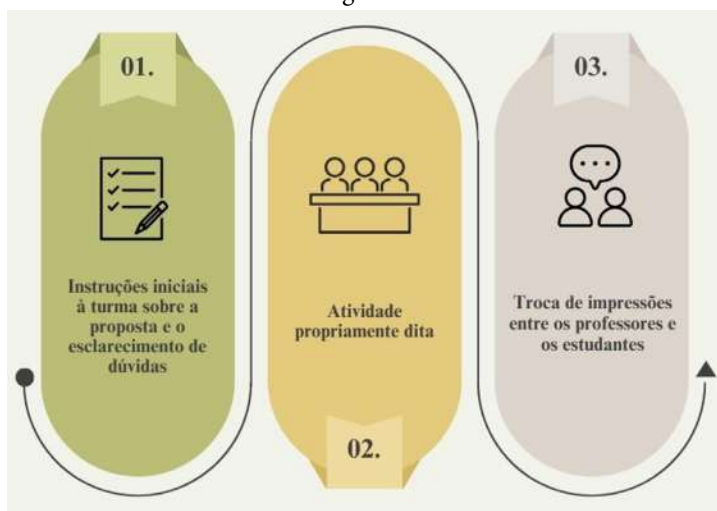 01.
Instruções iniciais
à turma sobre a
proposta e o
esclarecimento de
dúvidas
Atividade
propriamente dita
02.
03.
Troca de impressões
entre os professores e
os estudantes